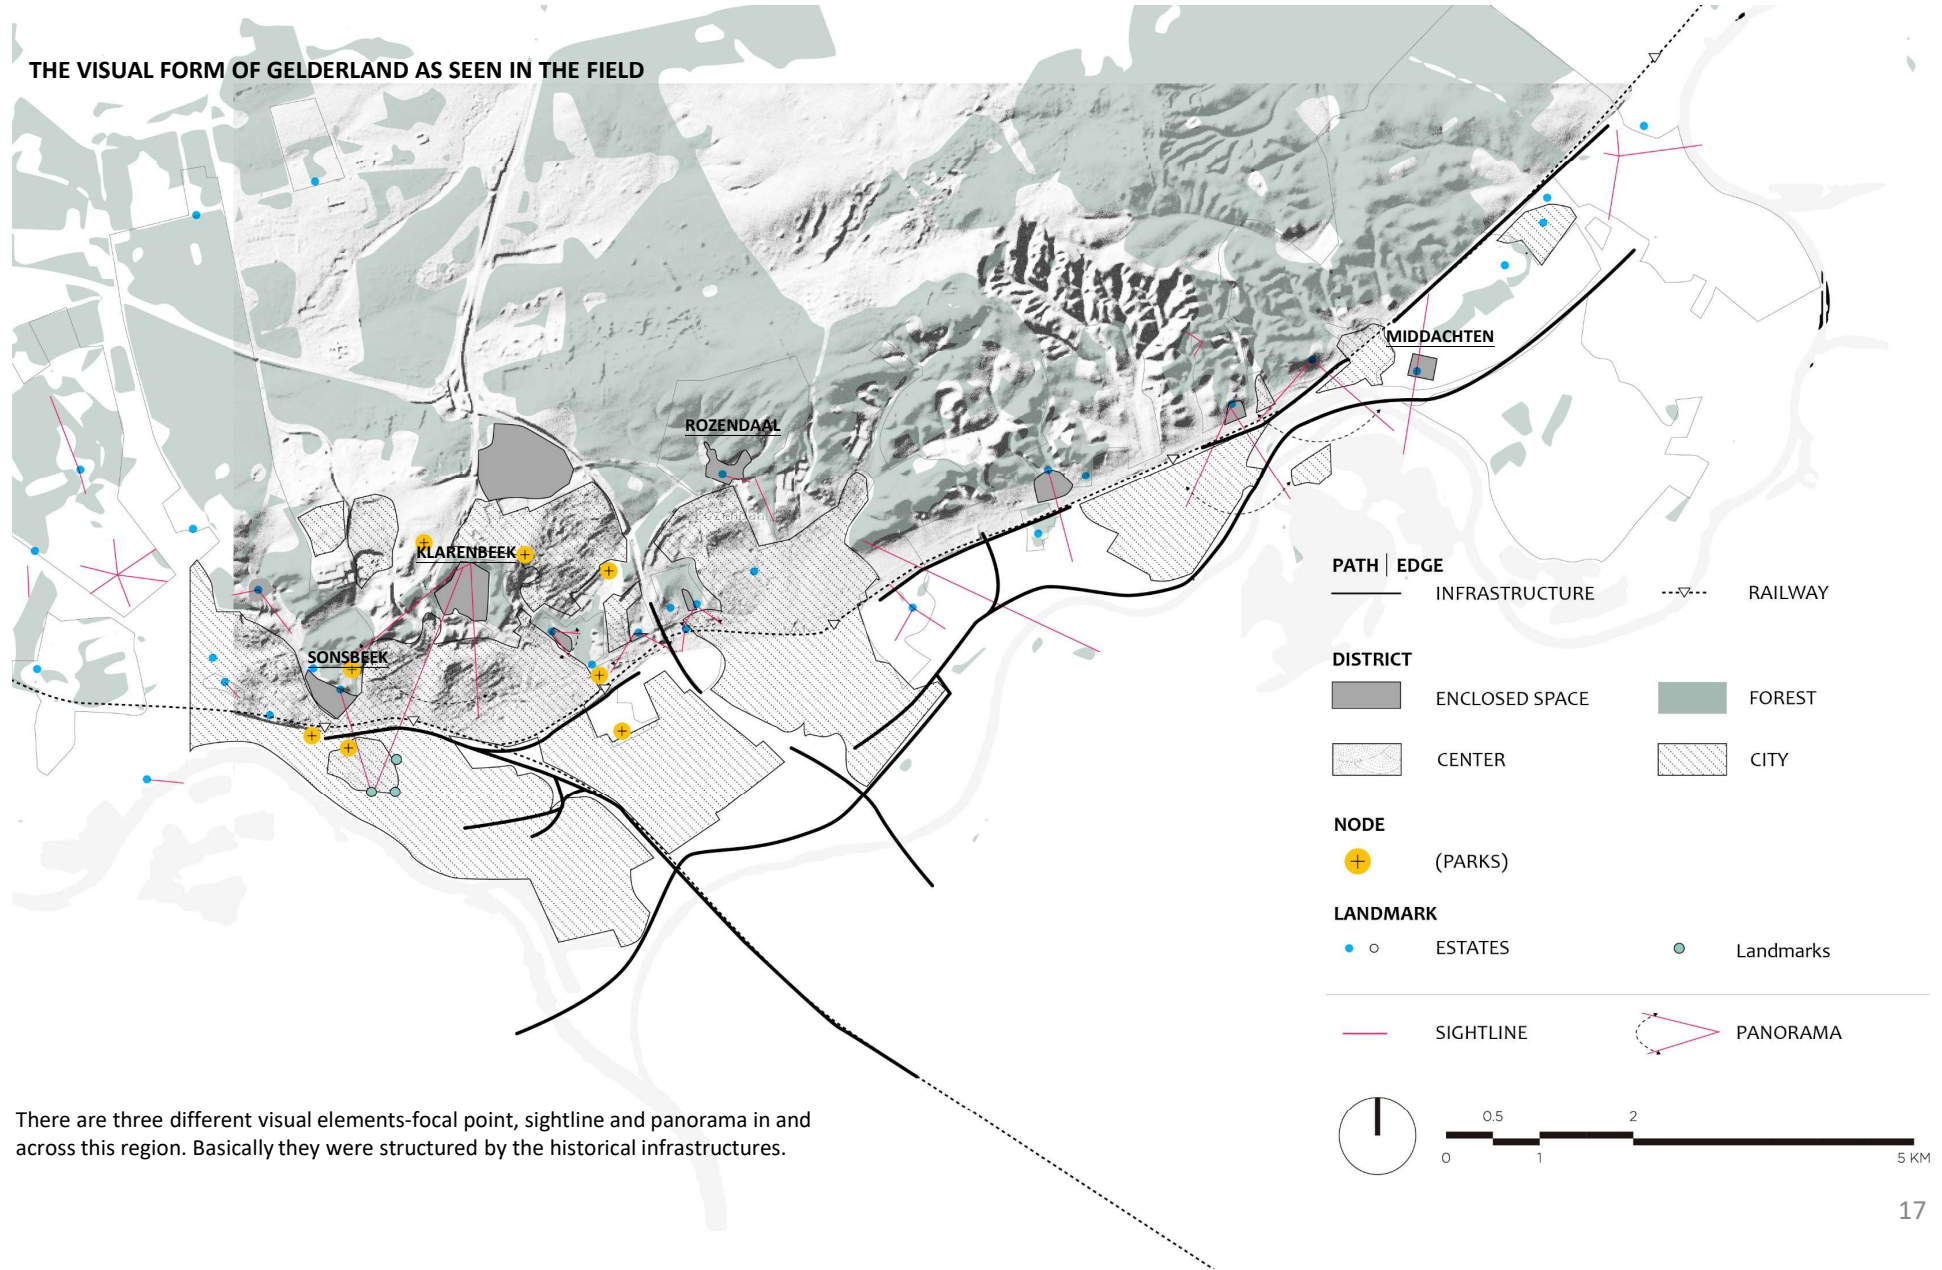 THE VISUAL FORM OF GELDERLAND AS SEEN IN THE FIELD
MIDDACHTEN
ROZENDAAL
KLARENBEEK
SONSBEEK
PATH | EDGE
INFRASTRUCTURE
RAILWAY
DISTRICT
ENCLOSED SPACE
FOREST
CENTER
CITY
NODE
(PARKS)
LANDMARK
ESTATES
Landmarks
SIGHTLINE
PANORAMA
0.5 2
0 1 5 KM
There are three different visual elements-focal point, sightline and panorama in and
across this region. Basically they were structured by the historical infrastructures.
17